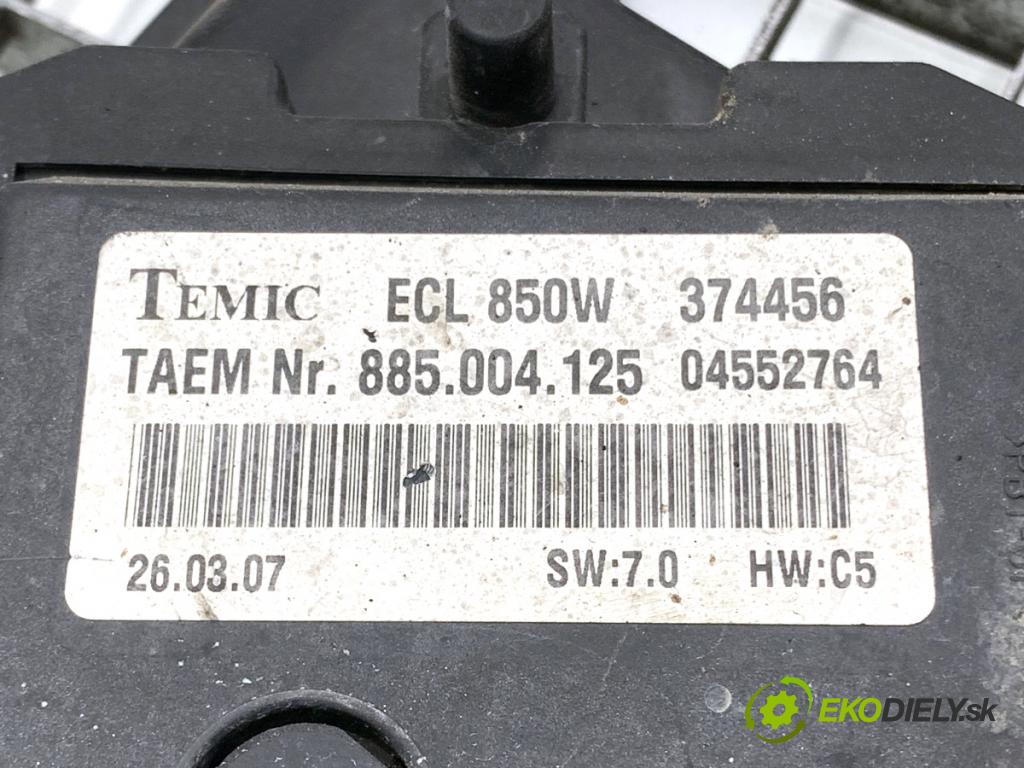 TEMIC ECL 850W 374456
TAEM Nr. 885.004.125 04552764
26.03.07 SW:7.0 HW:C5
EKODIELY.sk